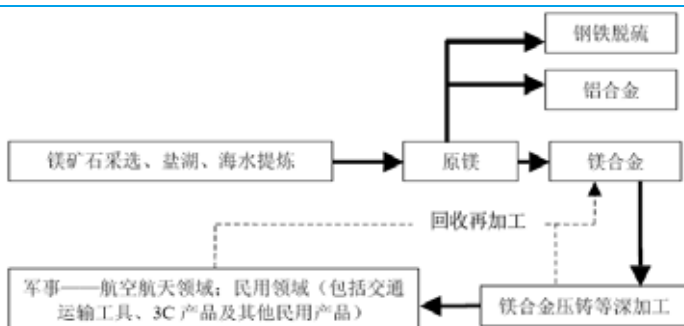 钢铁脱硫
铝合金
镁矿石采选、盐湖、海水提炼
原镁
镁合金
回收再加工
军事——航空航天领域；民用领域（包括交通
运输工具、3C 产品及其他民用产品）
镁合金压铸等深加工